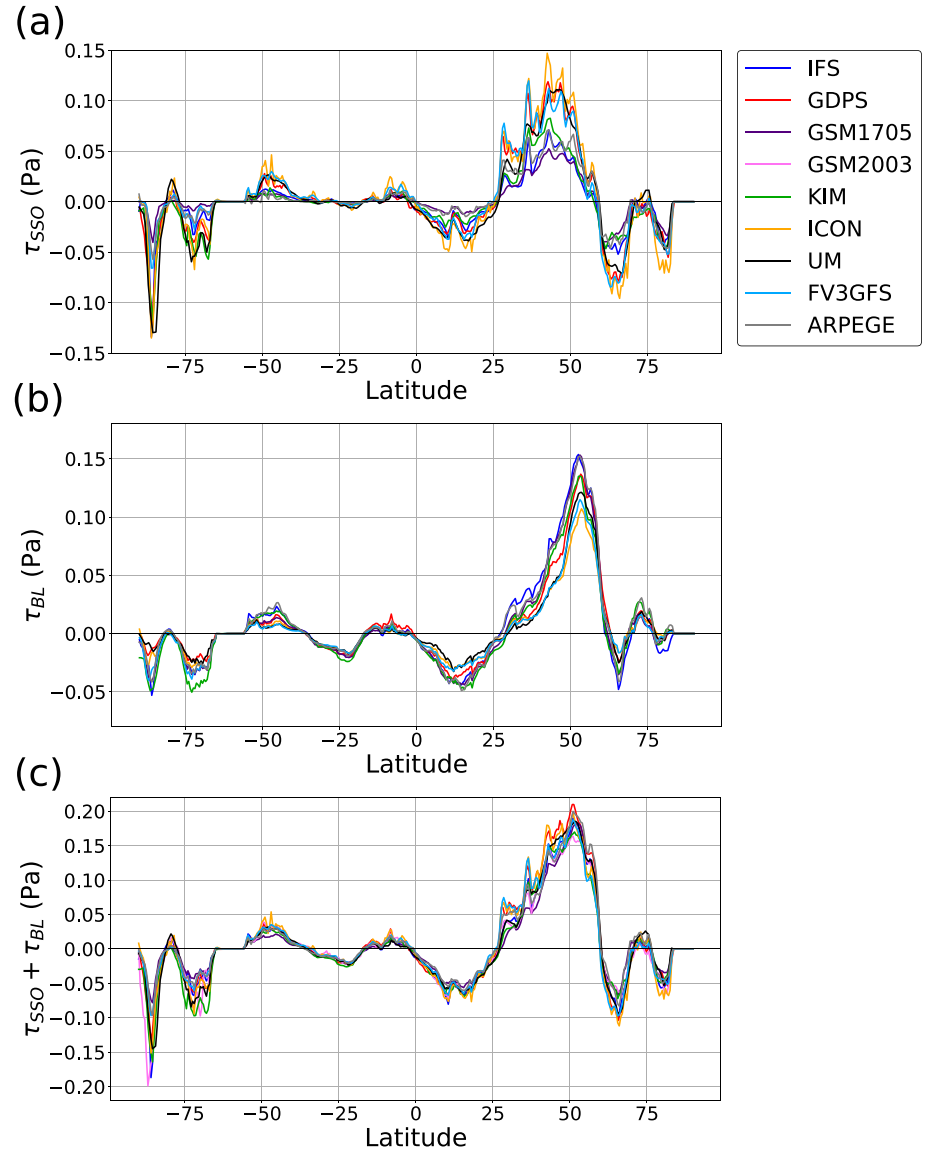 (a)
0.15
0.10
0.05
0.00
−0.05
−0.10
−0.15
τSSO (Pa)
−75 −50 −25 0 25 50 75
Latitude
IFS
GDPS
GSM1705
GSM2003
KIM
ICON
UM
FV3GFS
ARPEGE
(b)
0.15
0.10
0.05
0.00
−0.05
τBL (Pa)
−75 −50 −25 0 25 50 75
Latitude
(c)
0.20
0.15
0.10
0.05
0.00
−0.05
−0.10
−0.15
−0.20
τSSO + τBL (Pa)
−75 −50 −25 0 25 50 75
Latitude